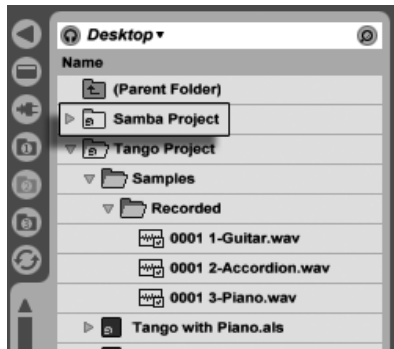 Desktop
Name
(Parent Folder)
Samba Project
Tango Project
Samples
Recorded
0001 1-Guitar.wav
0001 2-Accordion.wav
0001 3-Piano.wav
Tango with Piano.als